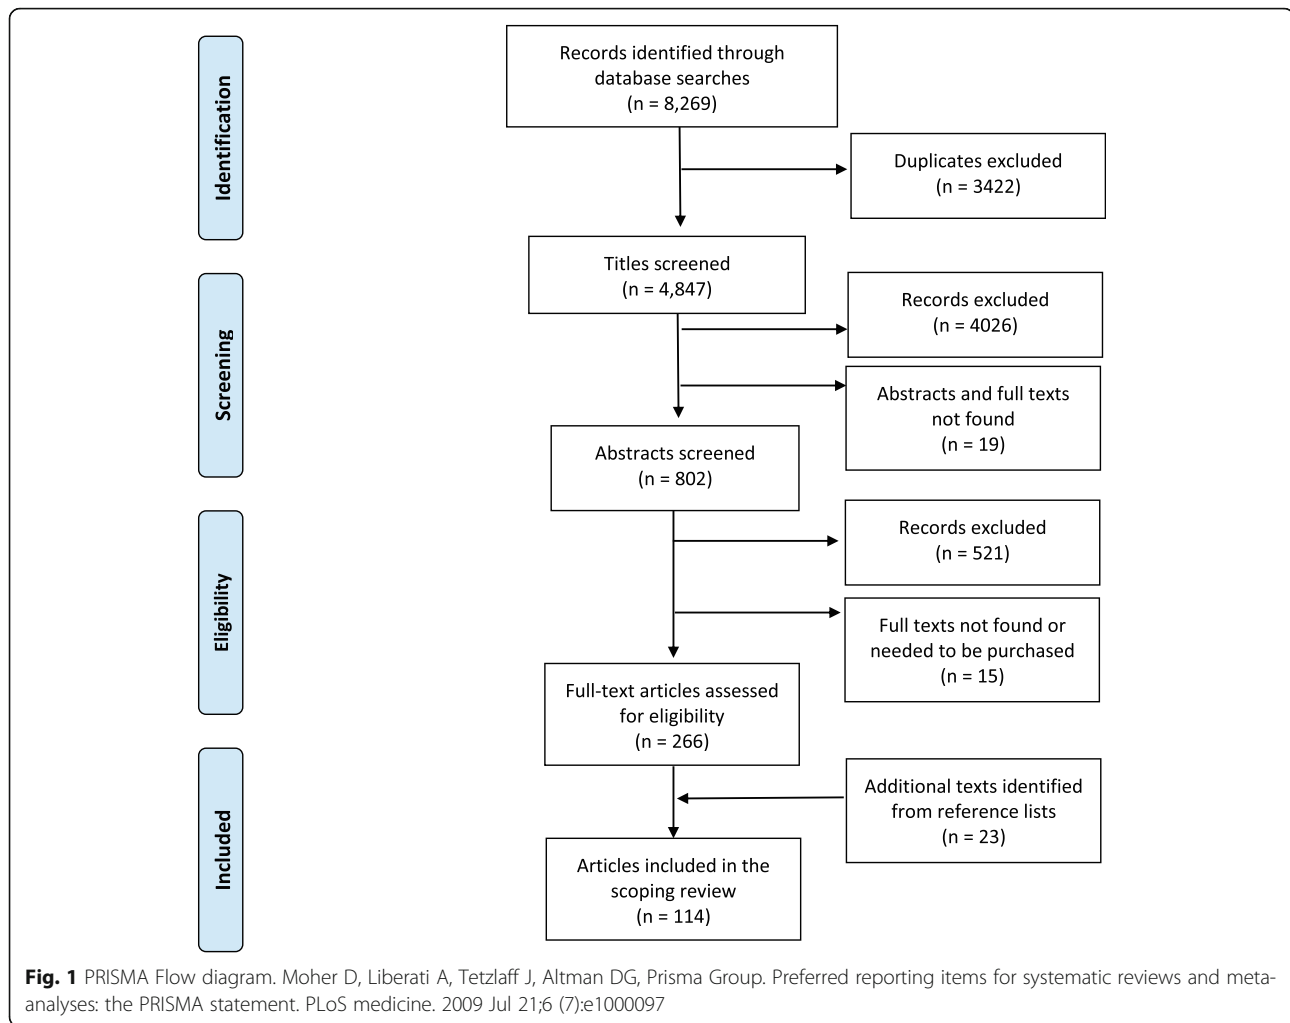 Identification
Records identified through
database searches
(n = 8,269)
Duplicates excluded
(n = 3422)
Titles screened
(n = 4,847)
Screening
Records excluded
(n = 4026)
Abstracts and full texts
not found
(n = 19)
Abstracts screened
(n = 802)
Eligibility
Records excluded
(n = 521)
Full texts not found or
needed to be purchased
(n = 15)
Full-text articles assessed
for eligibility
(n = 266)
Included
Additional texts identified
from reference lists
(n = 23)
Articles included in the
scoping review
(n = 114)
Fig. 1 PRISMA Flow diagram. Moher D, Liberati A, Tetzlaff J, Altman DG, Prisma Group. Preferred reporting items for systematic reviews and meta-
analyses: the PRISMA statement. PLoS medicine. 2009 Jul 21;6 (7):e1000097